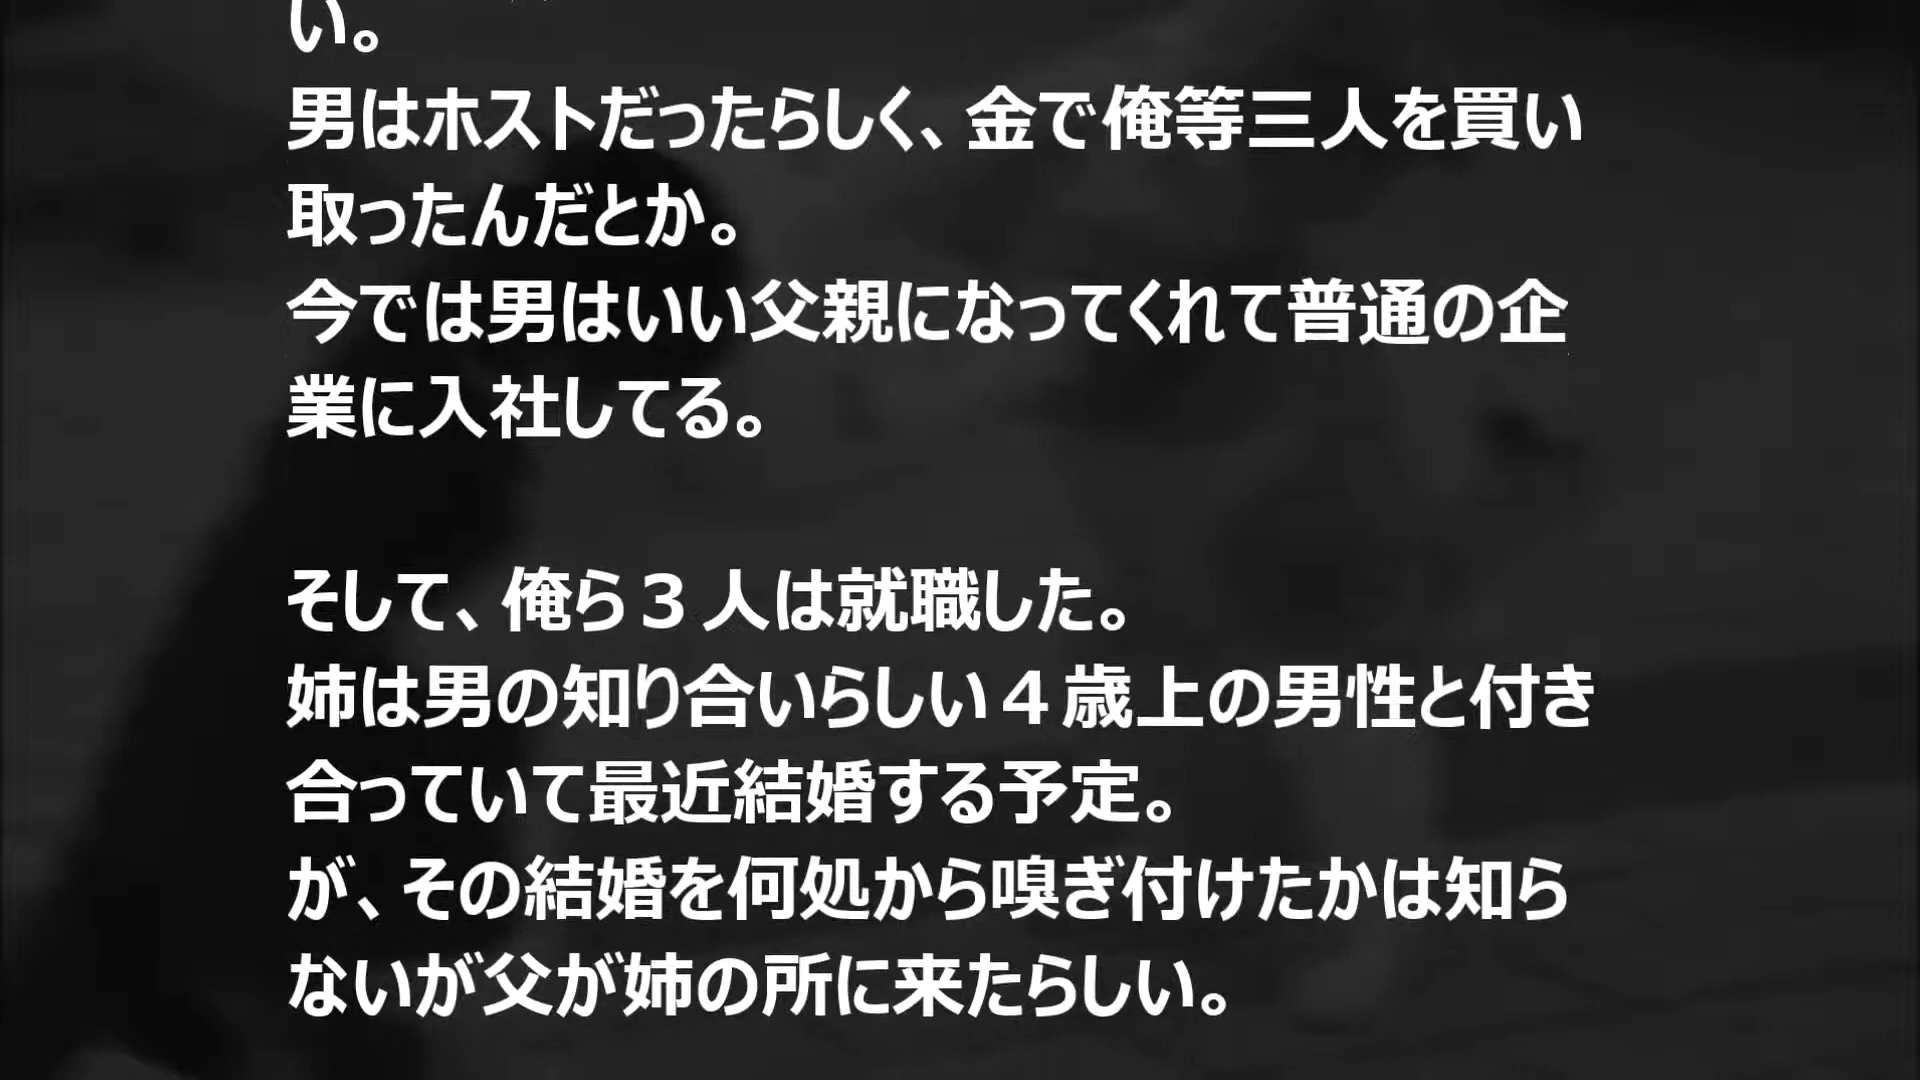 い。
男はホストだったらしく、金で俺等三人を買い
取ったんだとか。
今では男はいい父親になってくれて普通の企
業に入社してる。
そして、俺ら３人は就職した。
姉は男の知り合いらしい４歳上の男性と付き
合っていて最近結婚する予定。
が、その結婚を何処から嗅ぎ付けたかは知ら
ないが父が姉の所に来たらしい。